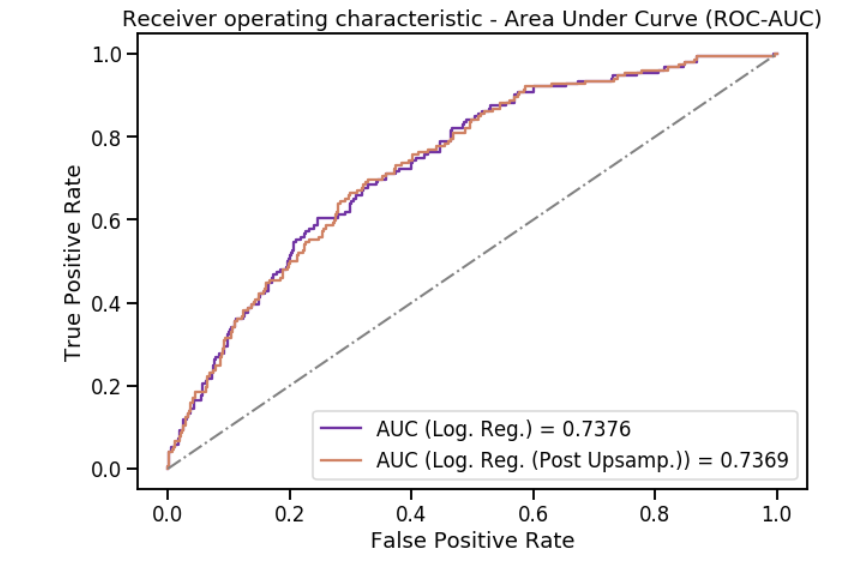 Receiver operating characteristic - Area Under Curve (ROC-AUC)
True Positive Rate
1.0
0.8
0.6
0.4
0.2
0.0
AUC (Log. Reg.) = 0.7376
AUC (Log. Reg. (Post Upsamp.)) = 0.7369
0.0 0.2 0.4 0.6 0.8 1.0
False Positive Rate